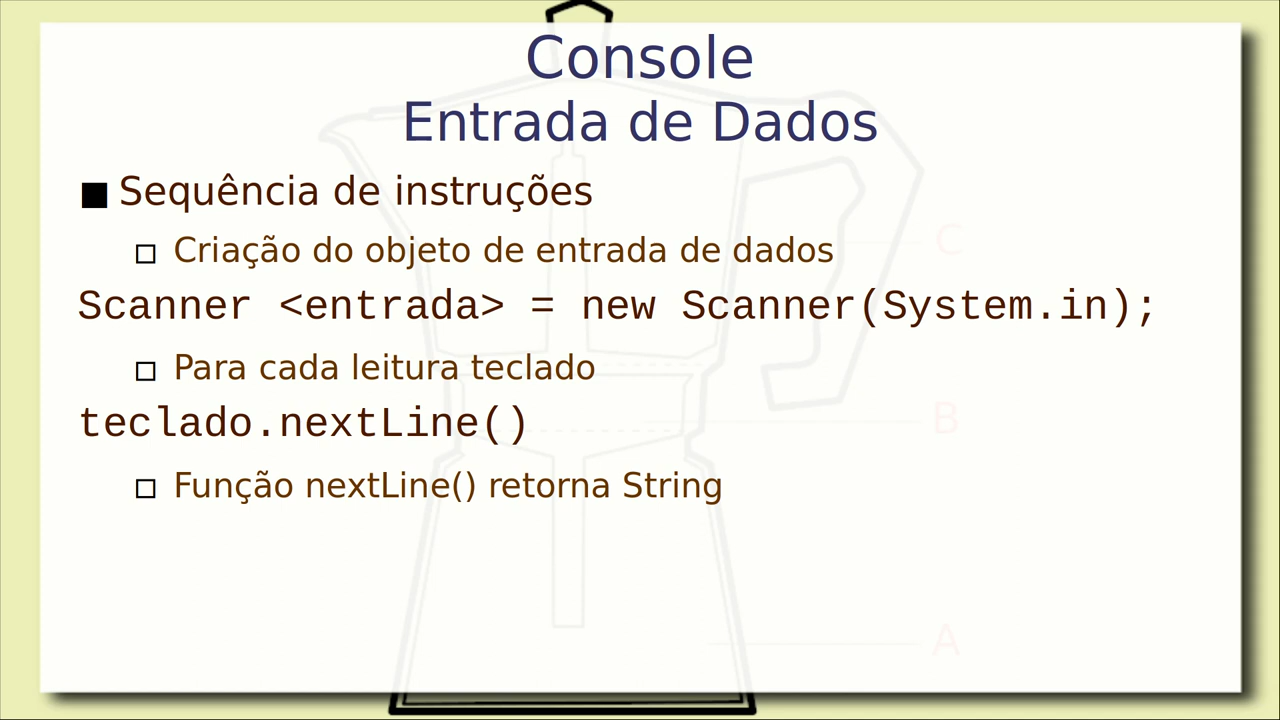 Console
Entrada de Dados
Sequência de instruções
Criação do objeto de entrada de dados
Scanner <entrada> = new Scanner(System.in);
Para cada leitura teclado
teclado.nextLine()
Função nextLine() retorna String
C
B
A